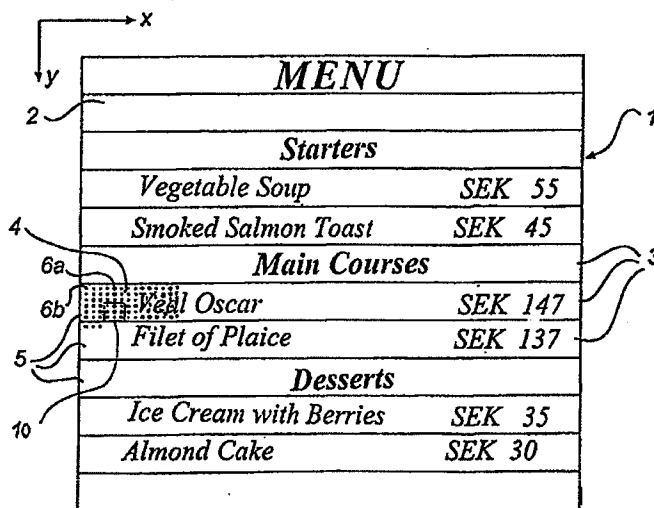 x
y
MENU
2
1
Starters
Vegetable Soup SEK 55
4
Smoked Salmon Toast SEK 45
6a
Main Courses 3
6b
Veal Oscar SEK 147
5
Filet of Plaice SEK 137
Desserts
10
Ice Cream with Berries SEK 35
Almond Cake SEK 30